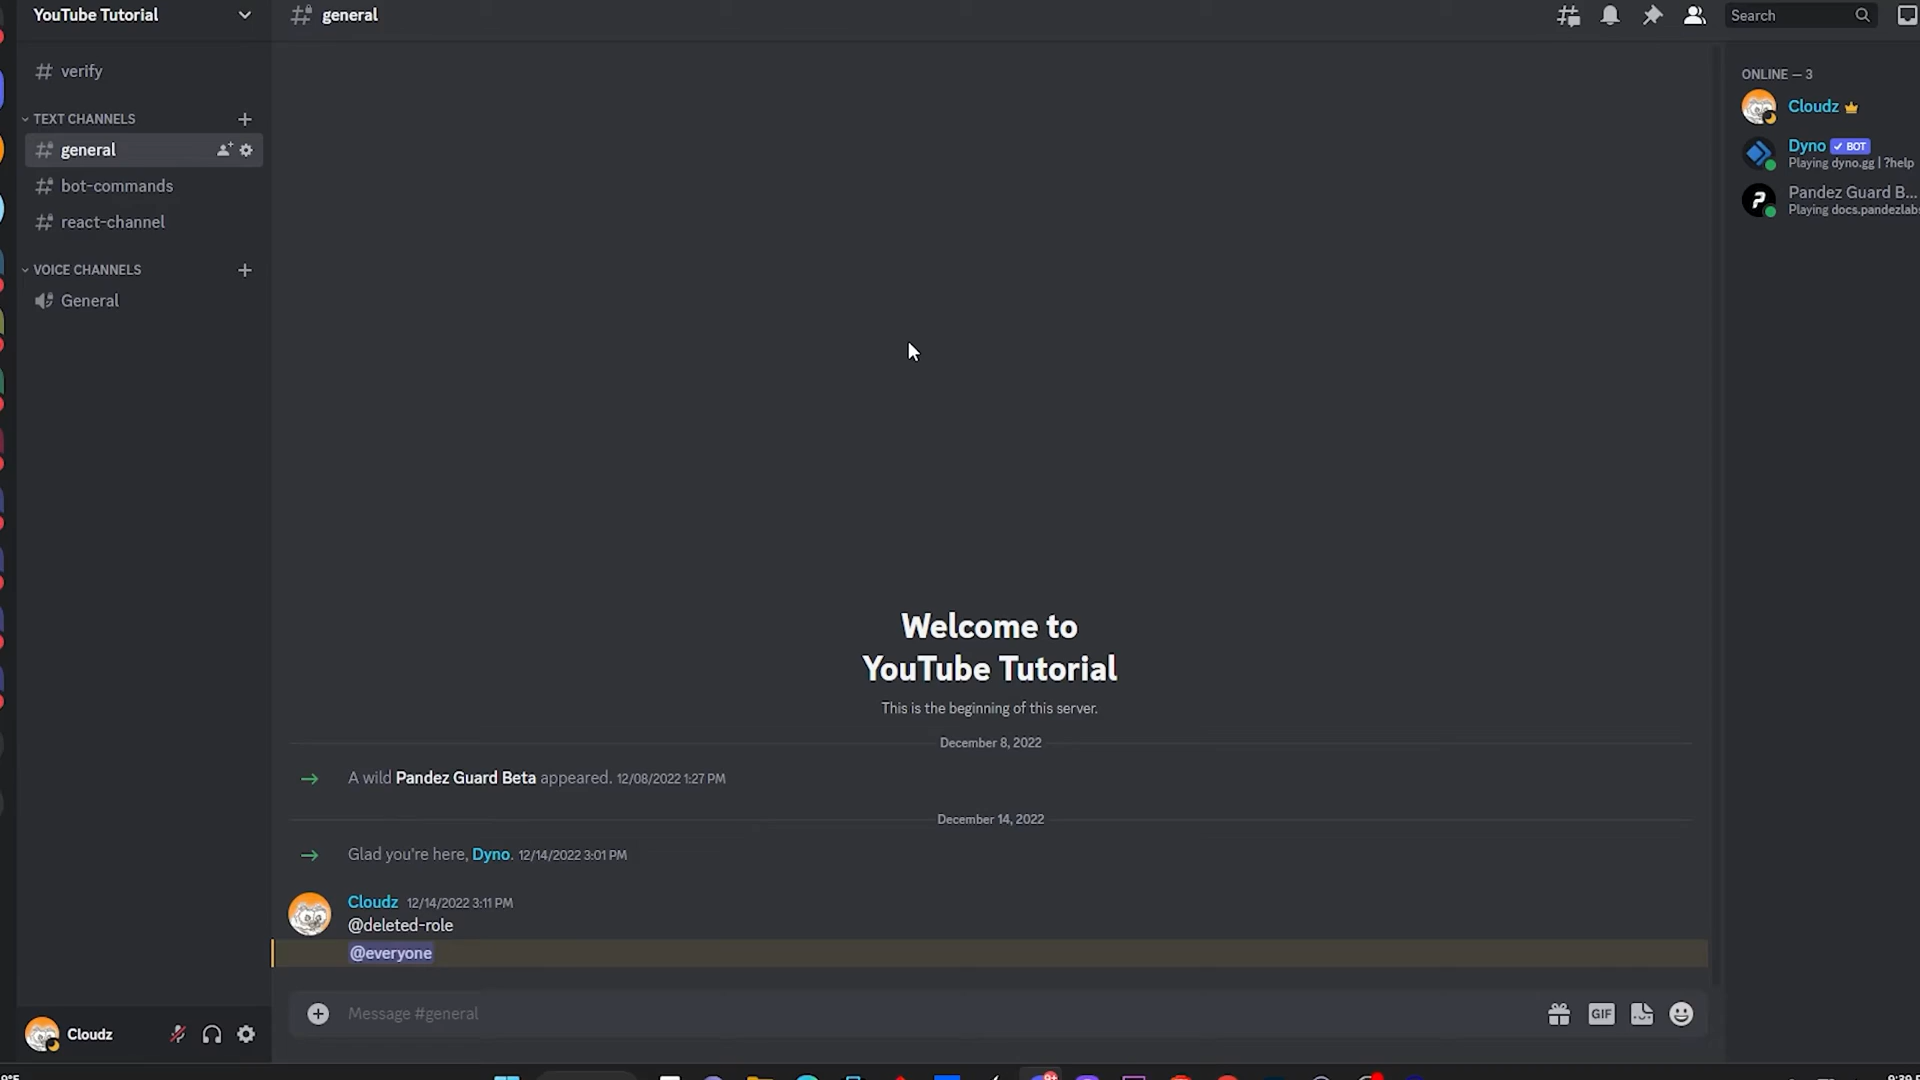 YouTube Tutorial
general
Search
verify
TEXT CHANNELS
general
bot-commands
react-channel
VOICE CHANNELS
General
Welcome to
YouTube Tutorial
This is the beginning of this server.
December 8, 2022
A wild Pandez Guard Beta appeared. 12/08/2022 1:27 PM
December 14, 2022
Glad you're here, Dyno. 12/14/2022 3:01 PM
Cloudz 12/14/2022 3:11 PM
@deleted-role
@everyone
Message #general
GIF
Cloudz
ONLINE — 3
Cloudz
Dyno ✓ BOT
Playing dyno.gg | ?help
Pandez Guard B...
Playing docs.pandezlabs